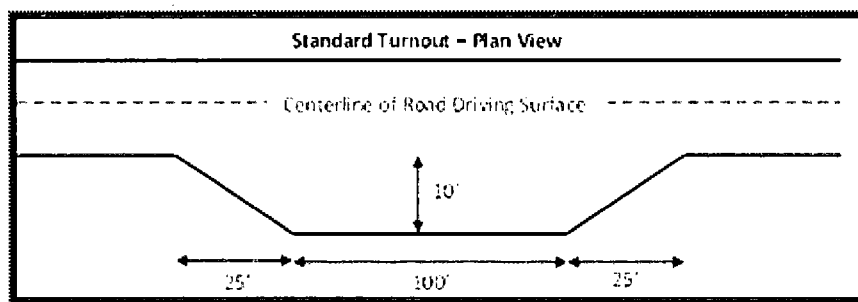 Standard Turnout – Plan View
Centerline of Road Driving Surface
10'
25' 100' 25'